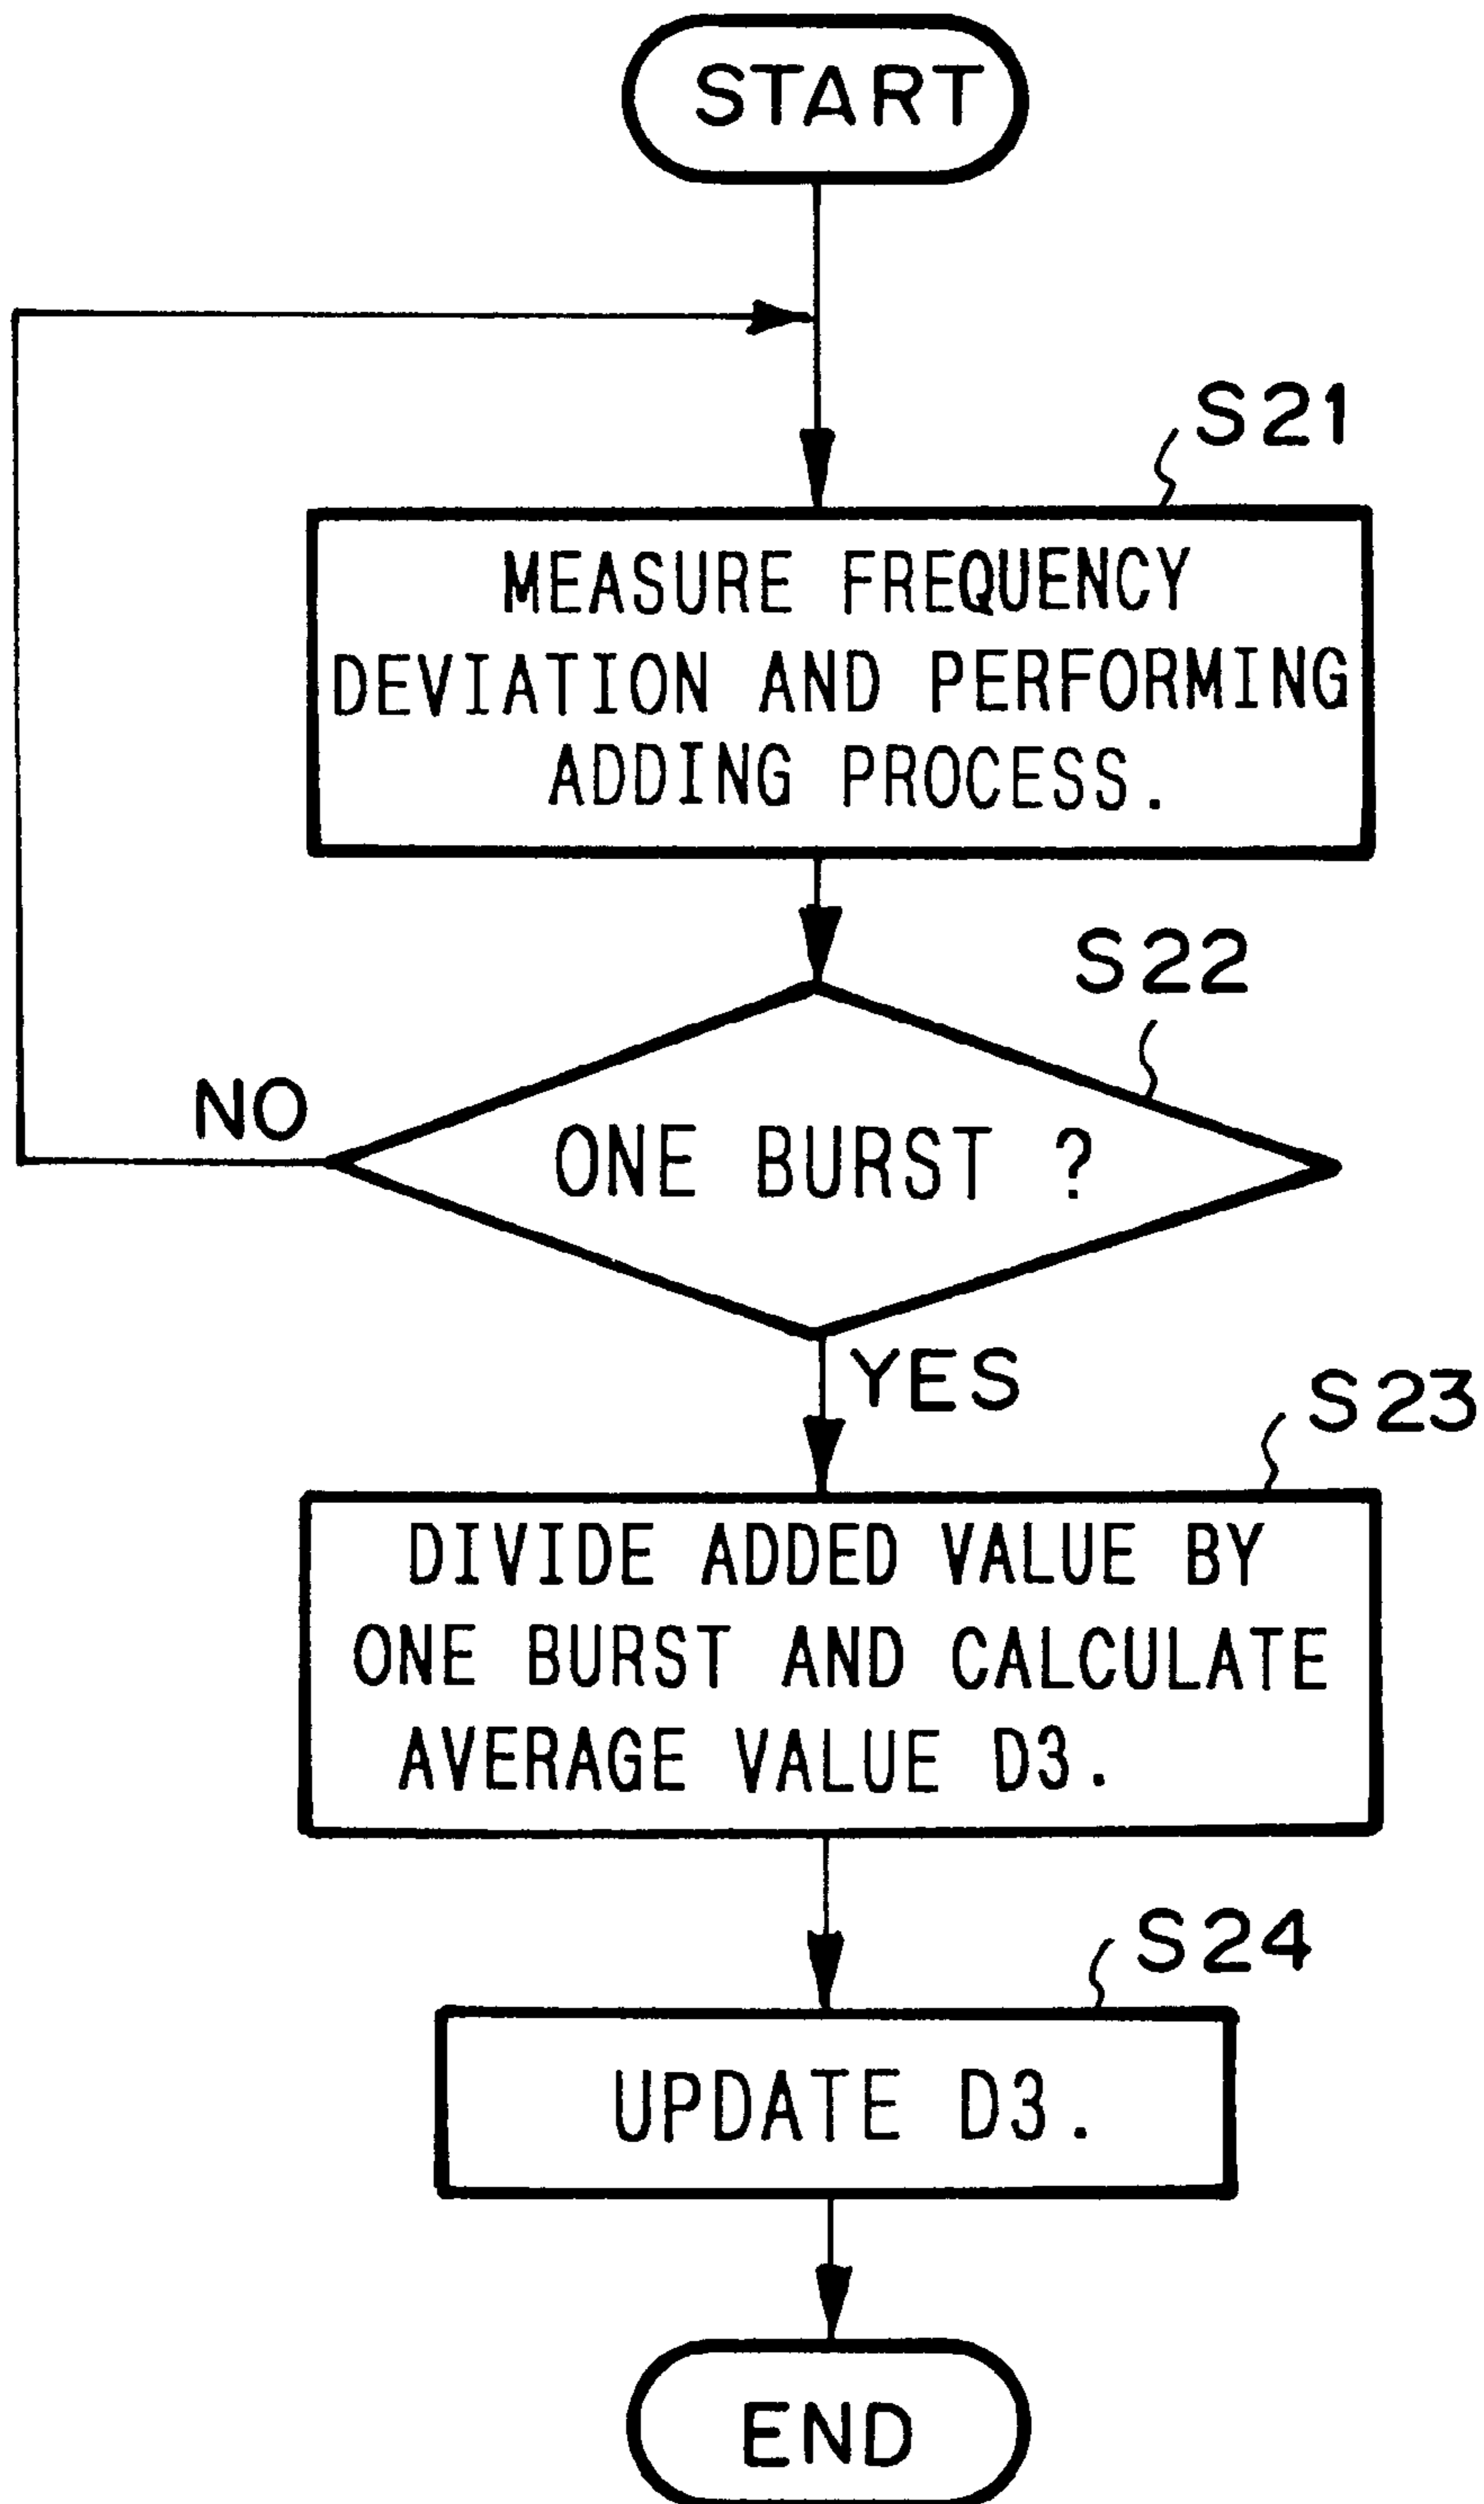 START
S21
MEASURE FREQUENCY
DEVIATION AND PERFORMING
ADDING PROCESS.
S22
NO
ONE BURST ?
YES
S23
DIVIDE ADDED VALUE BY
ONE BURST AND CALCULATE
AVERAGE VALUE D3.
S24
UPDATE D3.
END